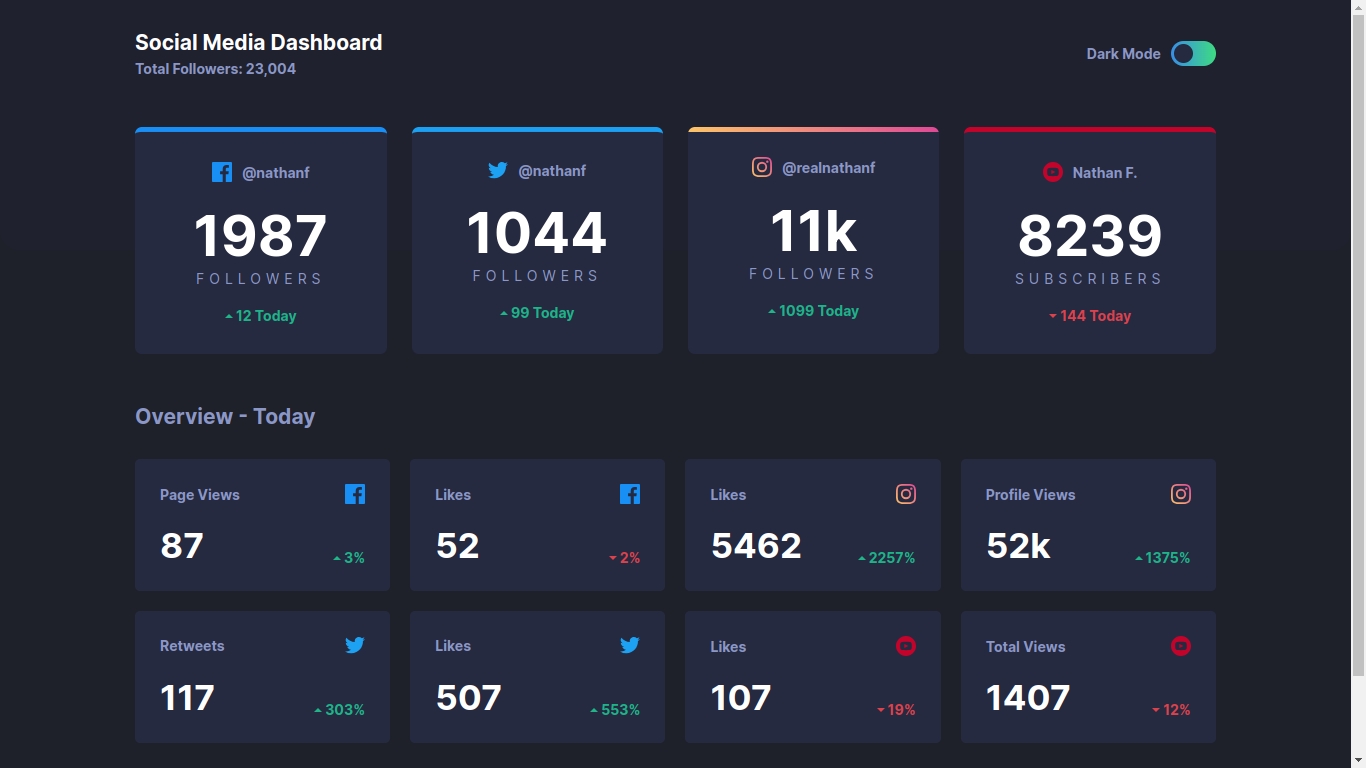 Social Media Dashboard
Total Followers: 23,004
Dark Mode
@nathanf
1987
FOLLOWERS
12 Today
@nathanf
1044
FOLLOWERS
99 Today
@realnathanf
11k
FOLLOWERS
1099 Today
Nathan F.
8239
SUBSCRIBERS
144 Today
Overview - Today
Page Views
87
3%
Likes
52
2%
Likes
5462
2257%
Profile Views
52k
1375%
Retweets
117
303%
Likes
507
553%
Likes
107
19%
Total Views
1407
12%